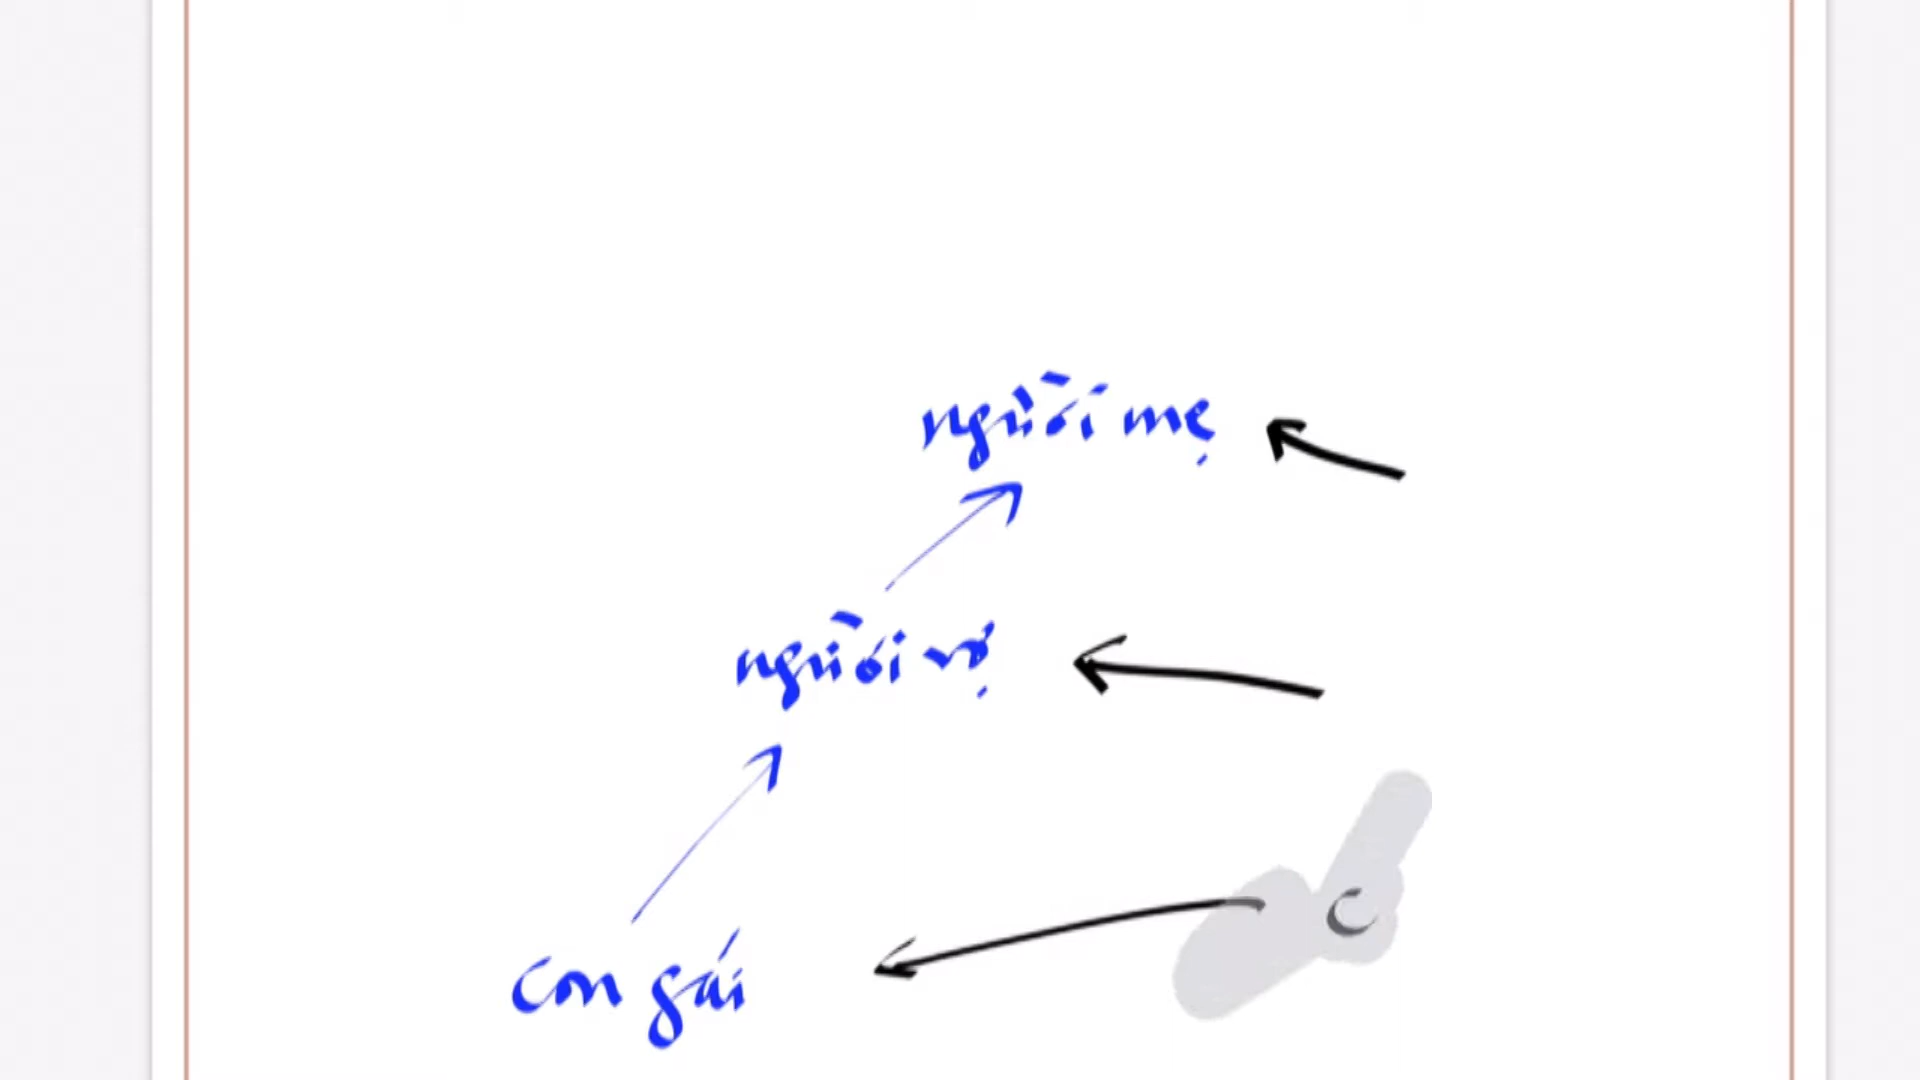 người mẹ
người vợ
c
con gái